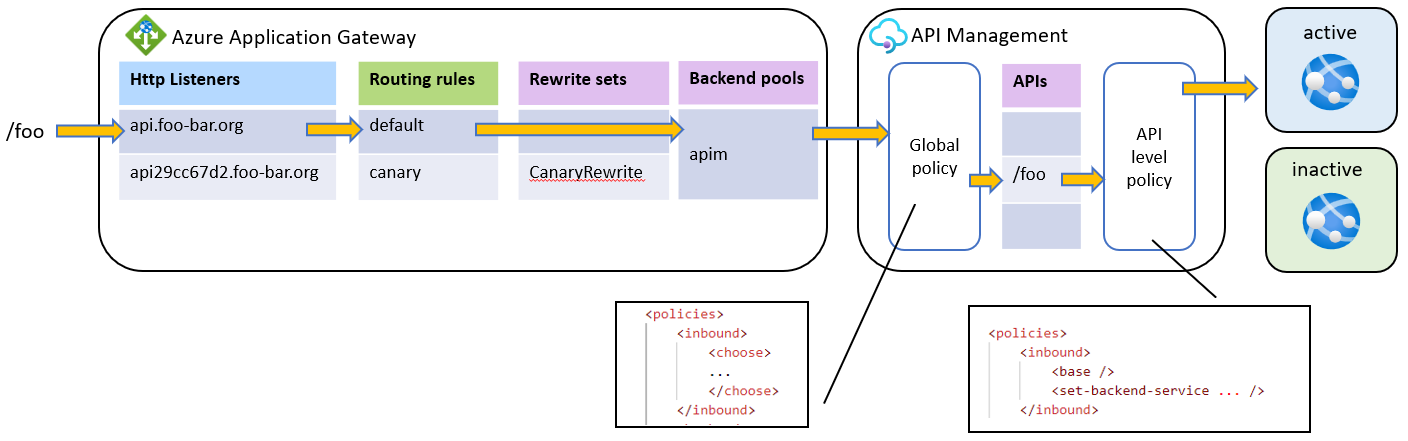 /foo
Azure Application Gateway
Http Listeners
Routing rules
Rewrite sets
Backend pools
api.foo-bar.org
default
apim
api29cc67d2.foo-bar.org
canary
CanaryRewrite
API Management
Global
policy
APIs
/foo
API
level
policy
active
inactive
<policies>
<inbound>
<choose>
...
</choose>
</inbound>
<policies>
<inbound>
<base />
<set-backend-service ... />
</inbound>